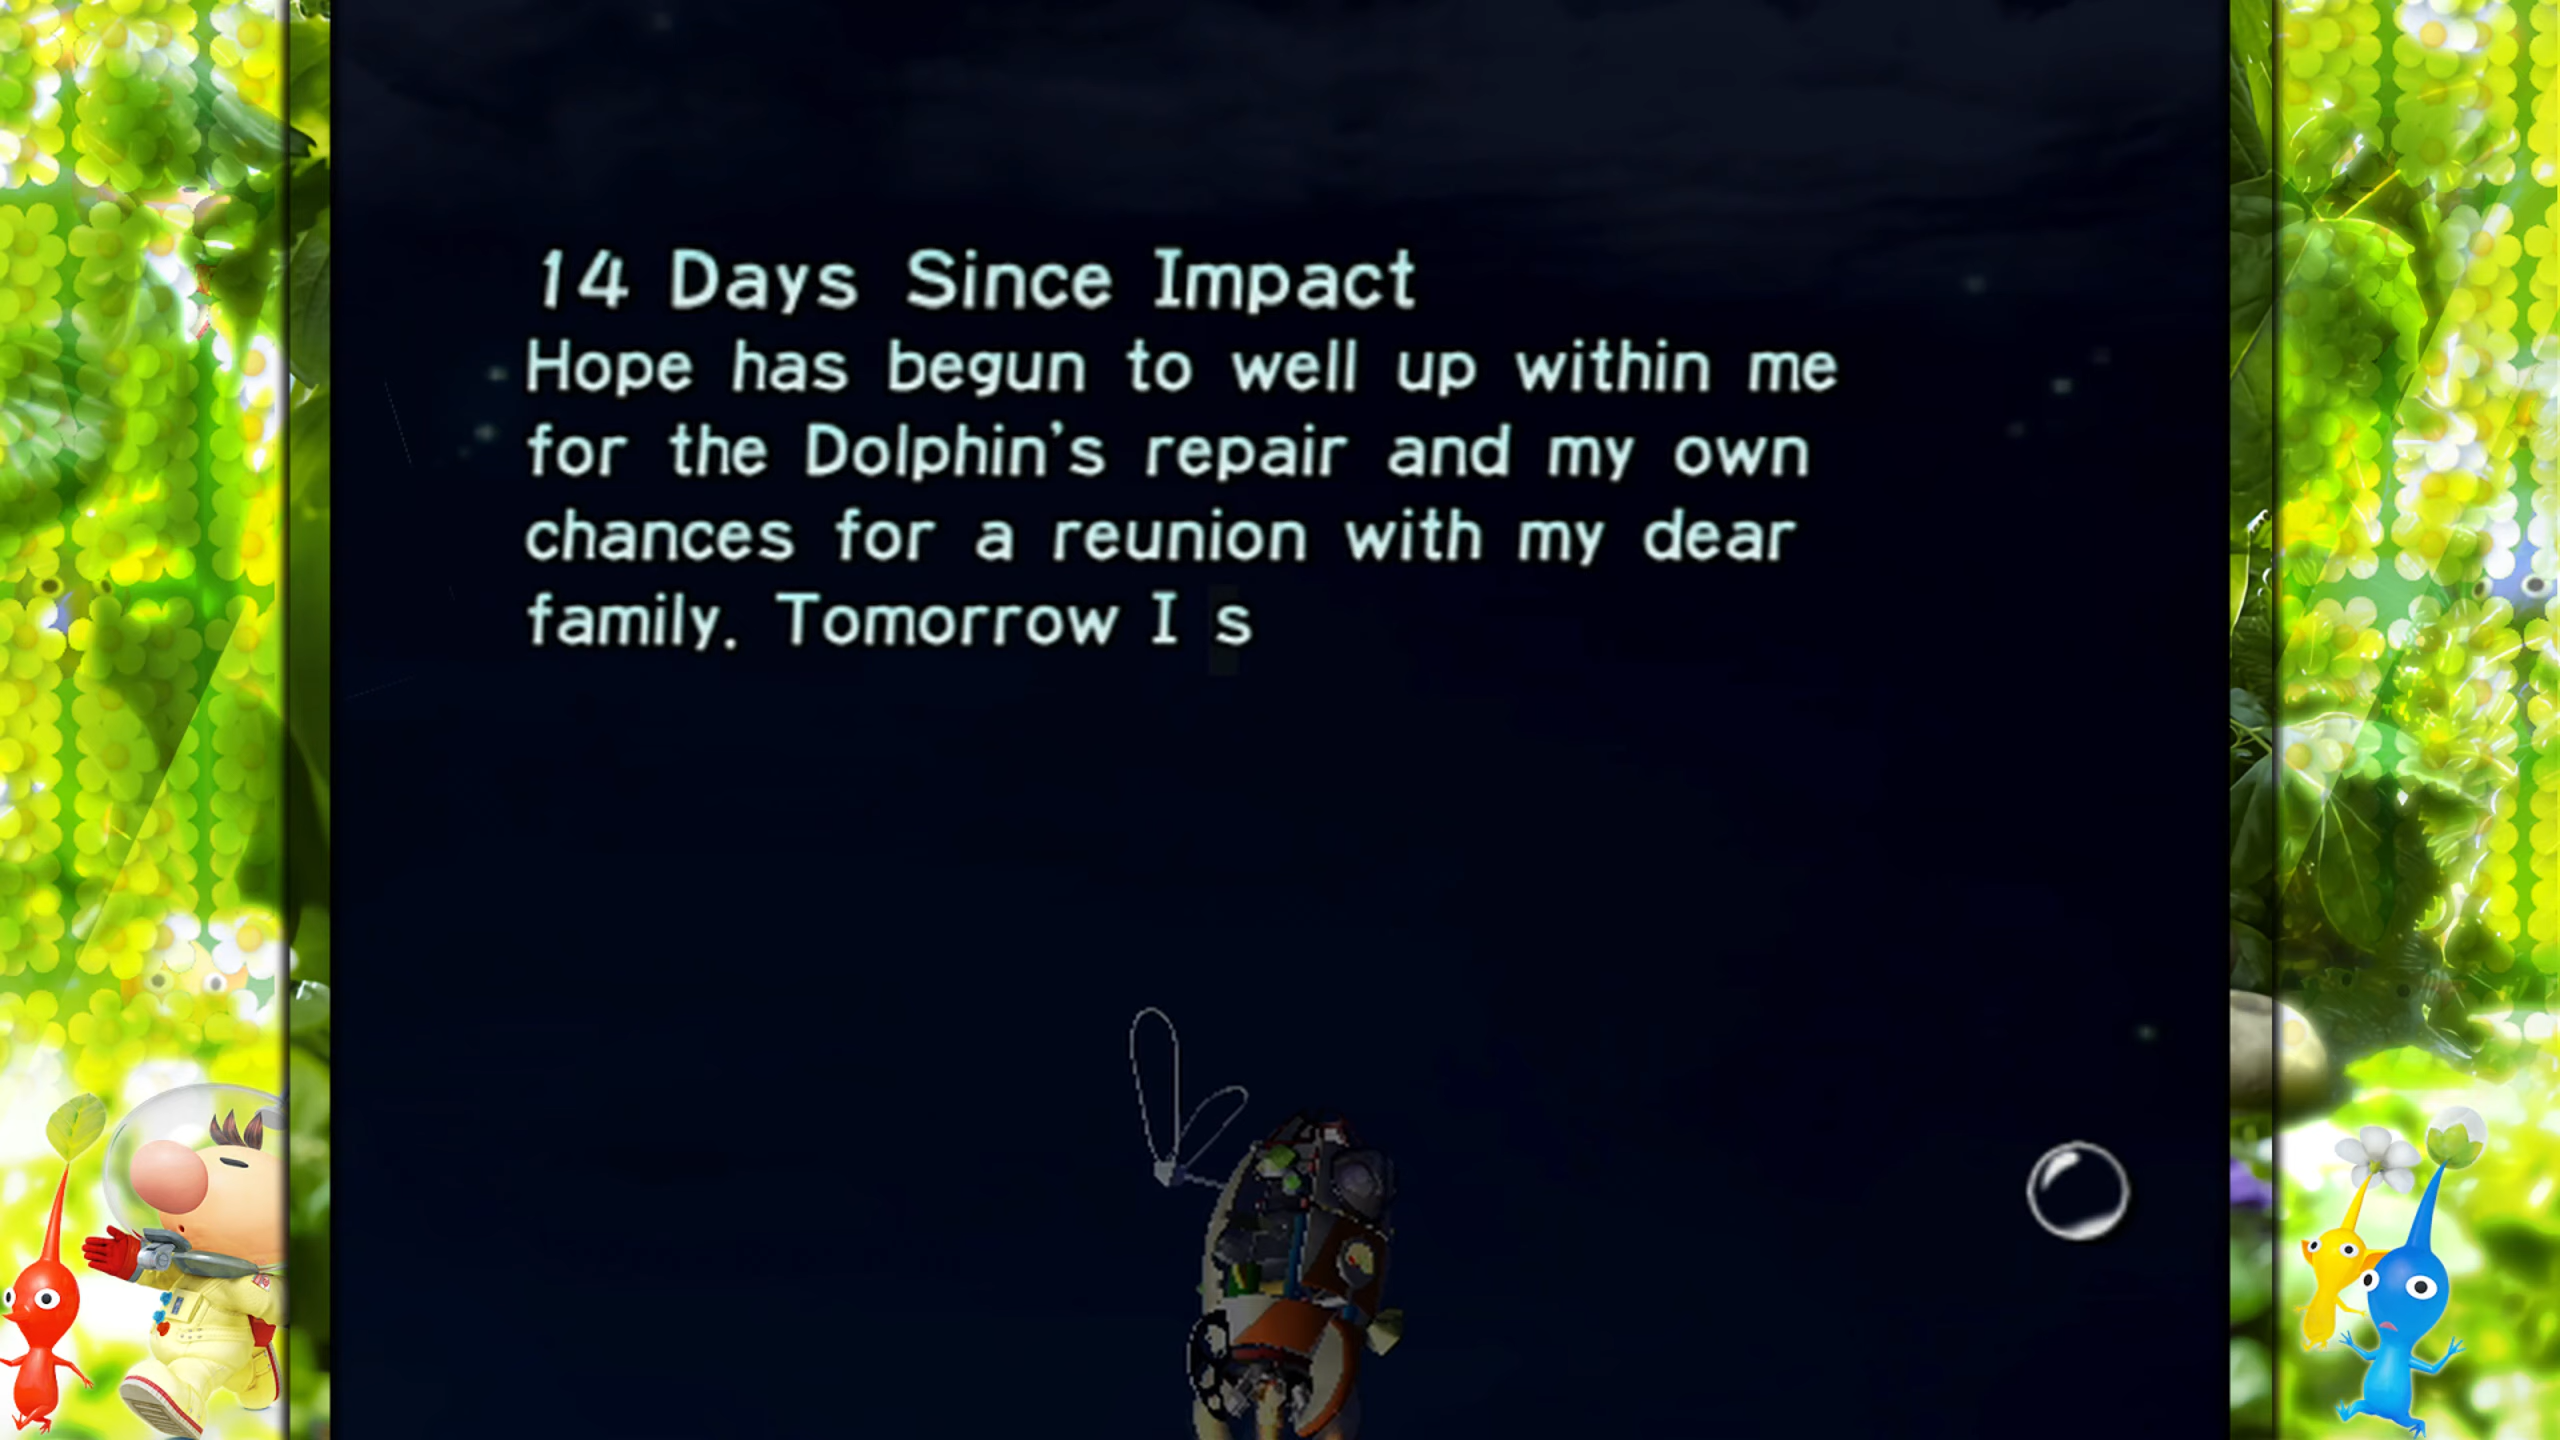 14 Days Since Impact
Hope has begun to well up within me
for the Dolphin's repair and my own
chances for a reunion with my dear
family. Tomorrow I s